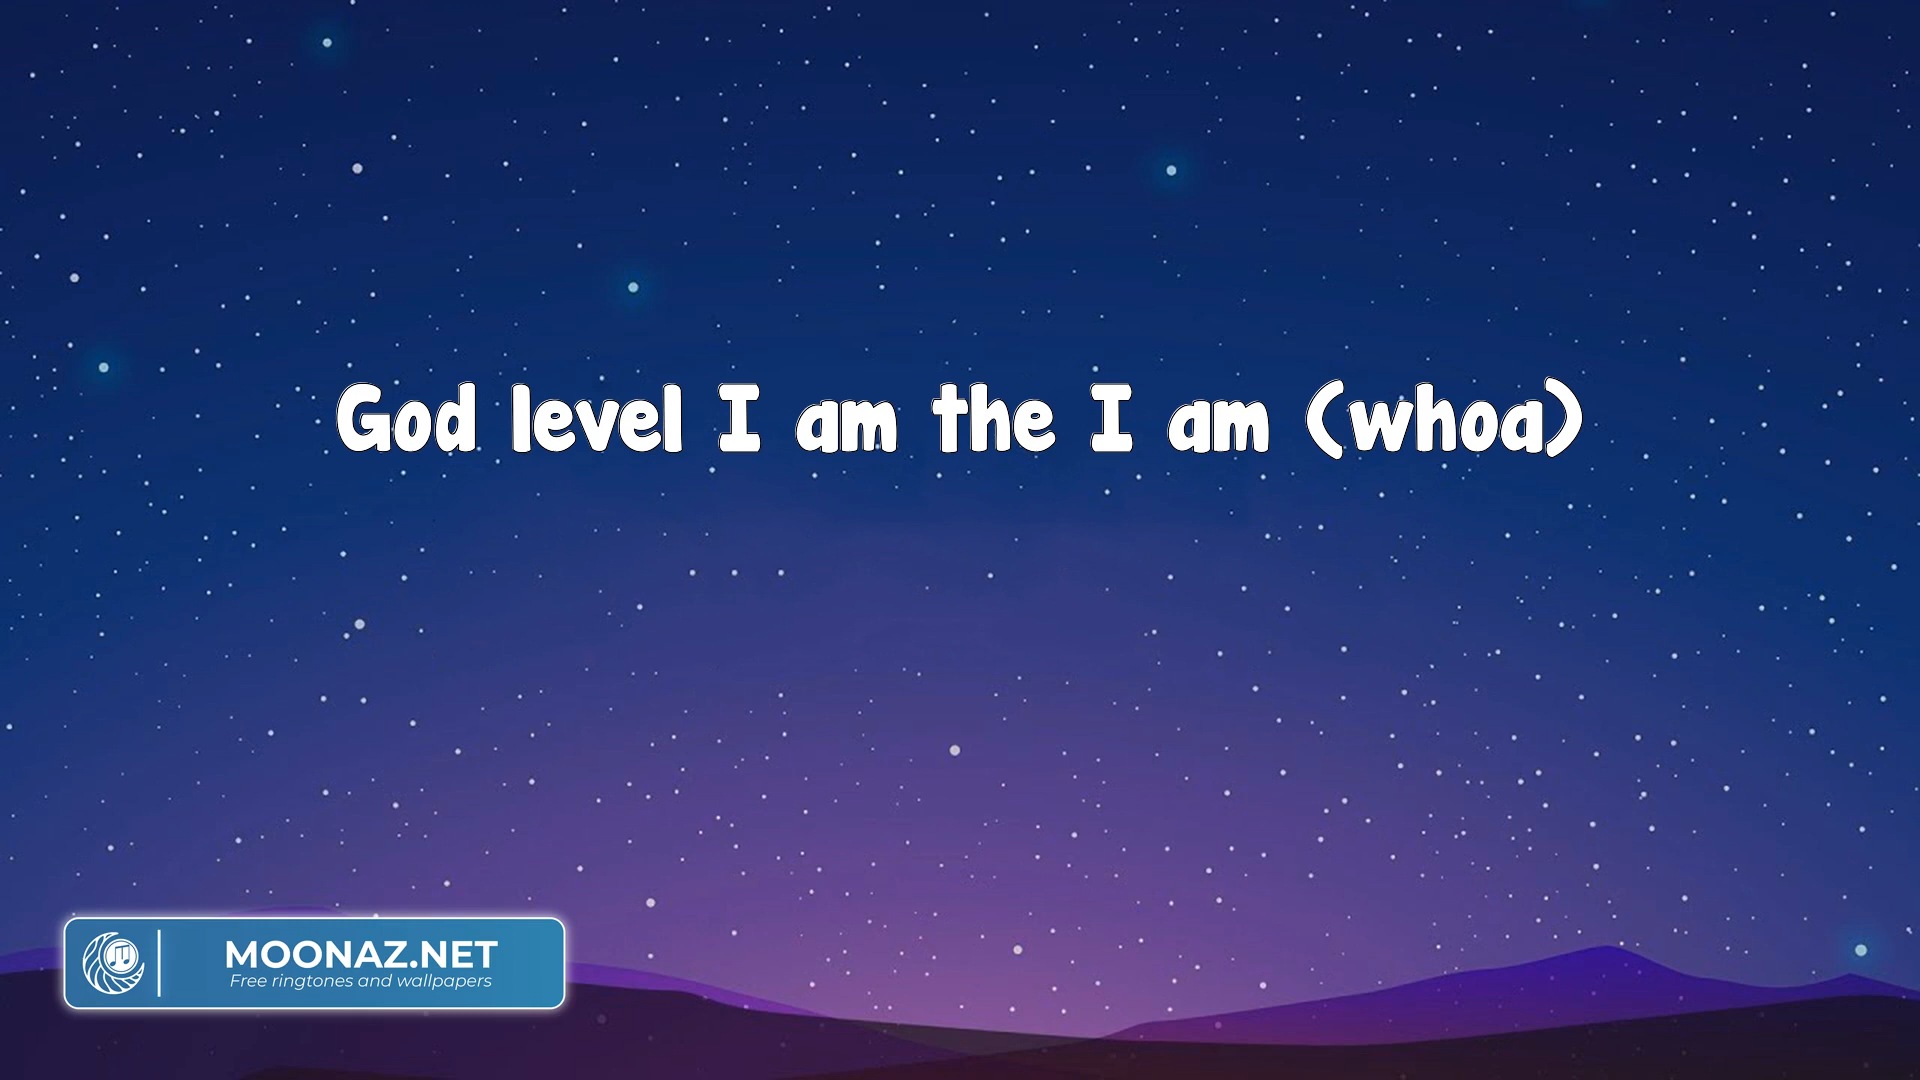 God level I am the I am (whoa)
MOONAZ.NET
Free ringtones and wallpapers